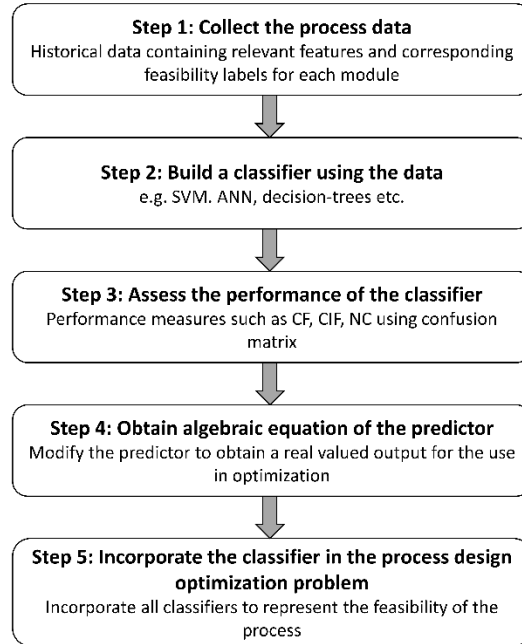 Step 1: Collect the process data
Historical data containing relevant features and corresponding
feasibility labels for each module
Step 2: Build a classifier using the data
e.g. SVM. ANN, decision-trees etc.
Step 3: Assess the performance of the classifier
Performance measures such as CF, CIF, NC using confusion
matrix
Step 4: Obtain algebraic equation of the predictor
Modify the predictor to obtain a real valued output for the use
in optimization
Step 5: Incorporate the classifier in the process design
optimization problem
Incorporate all classifiers to represent the feasibility of the
process